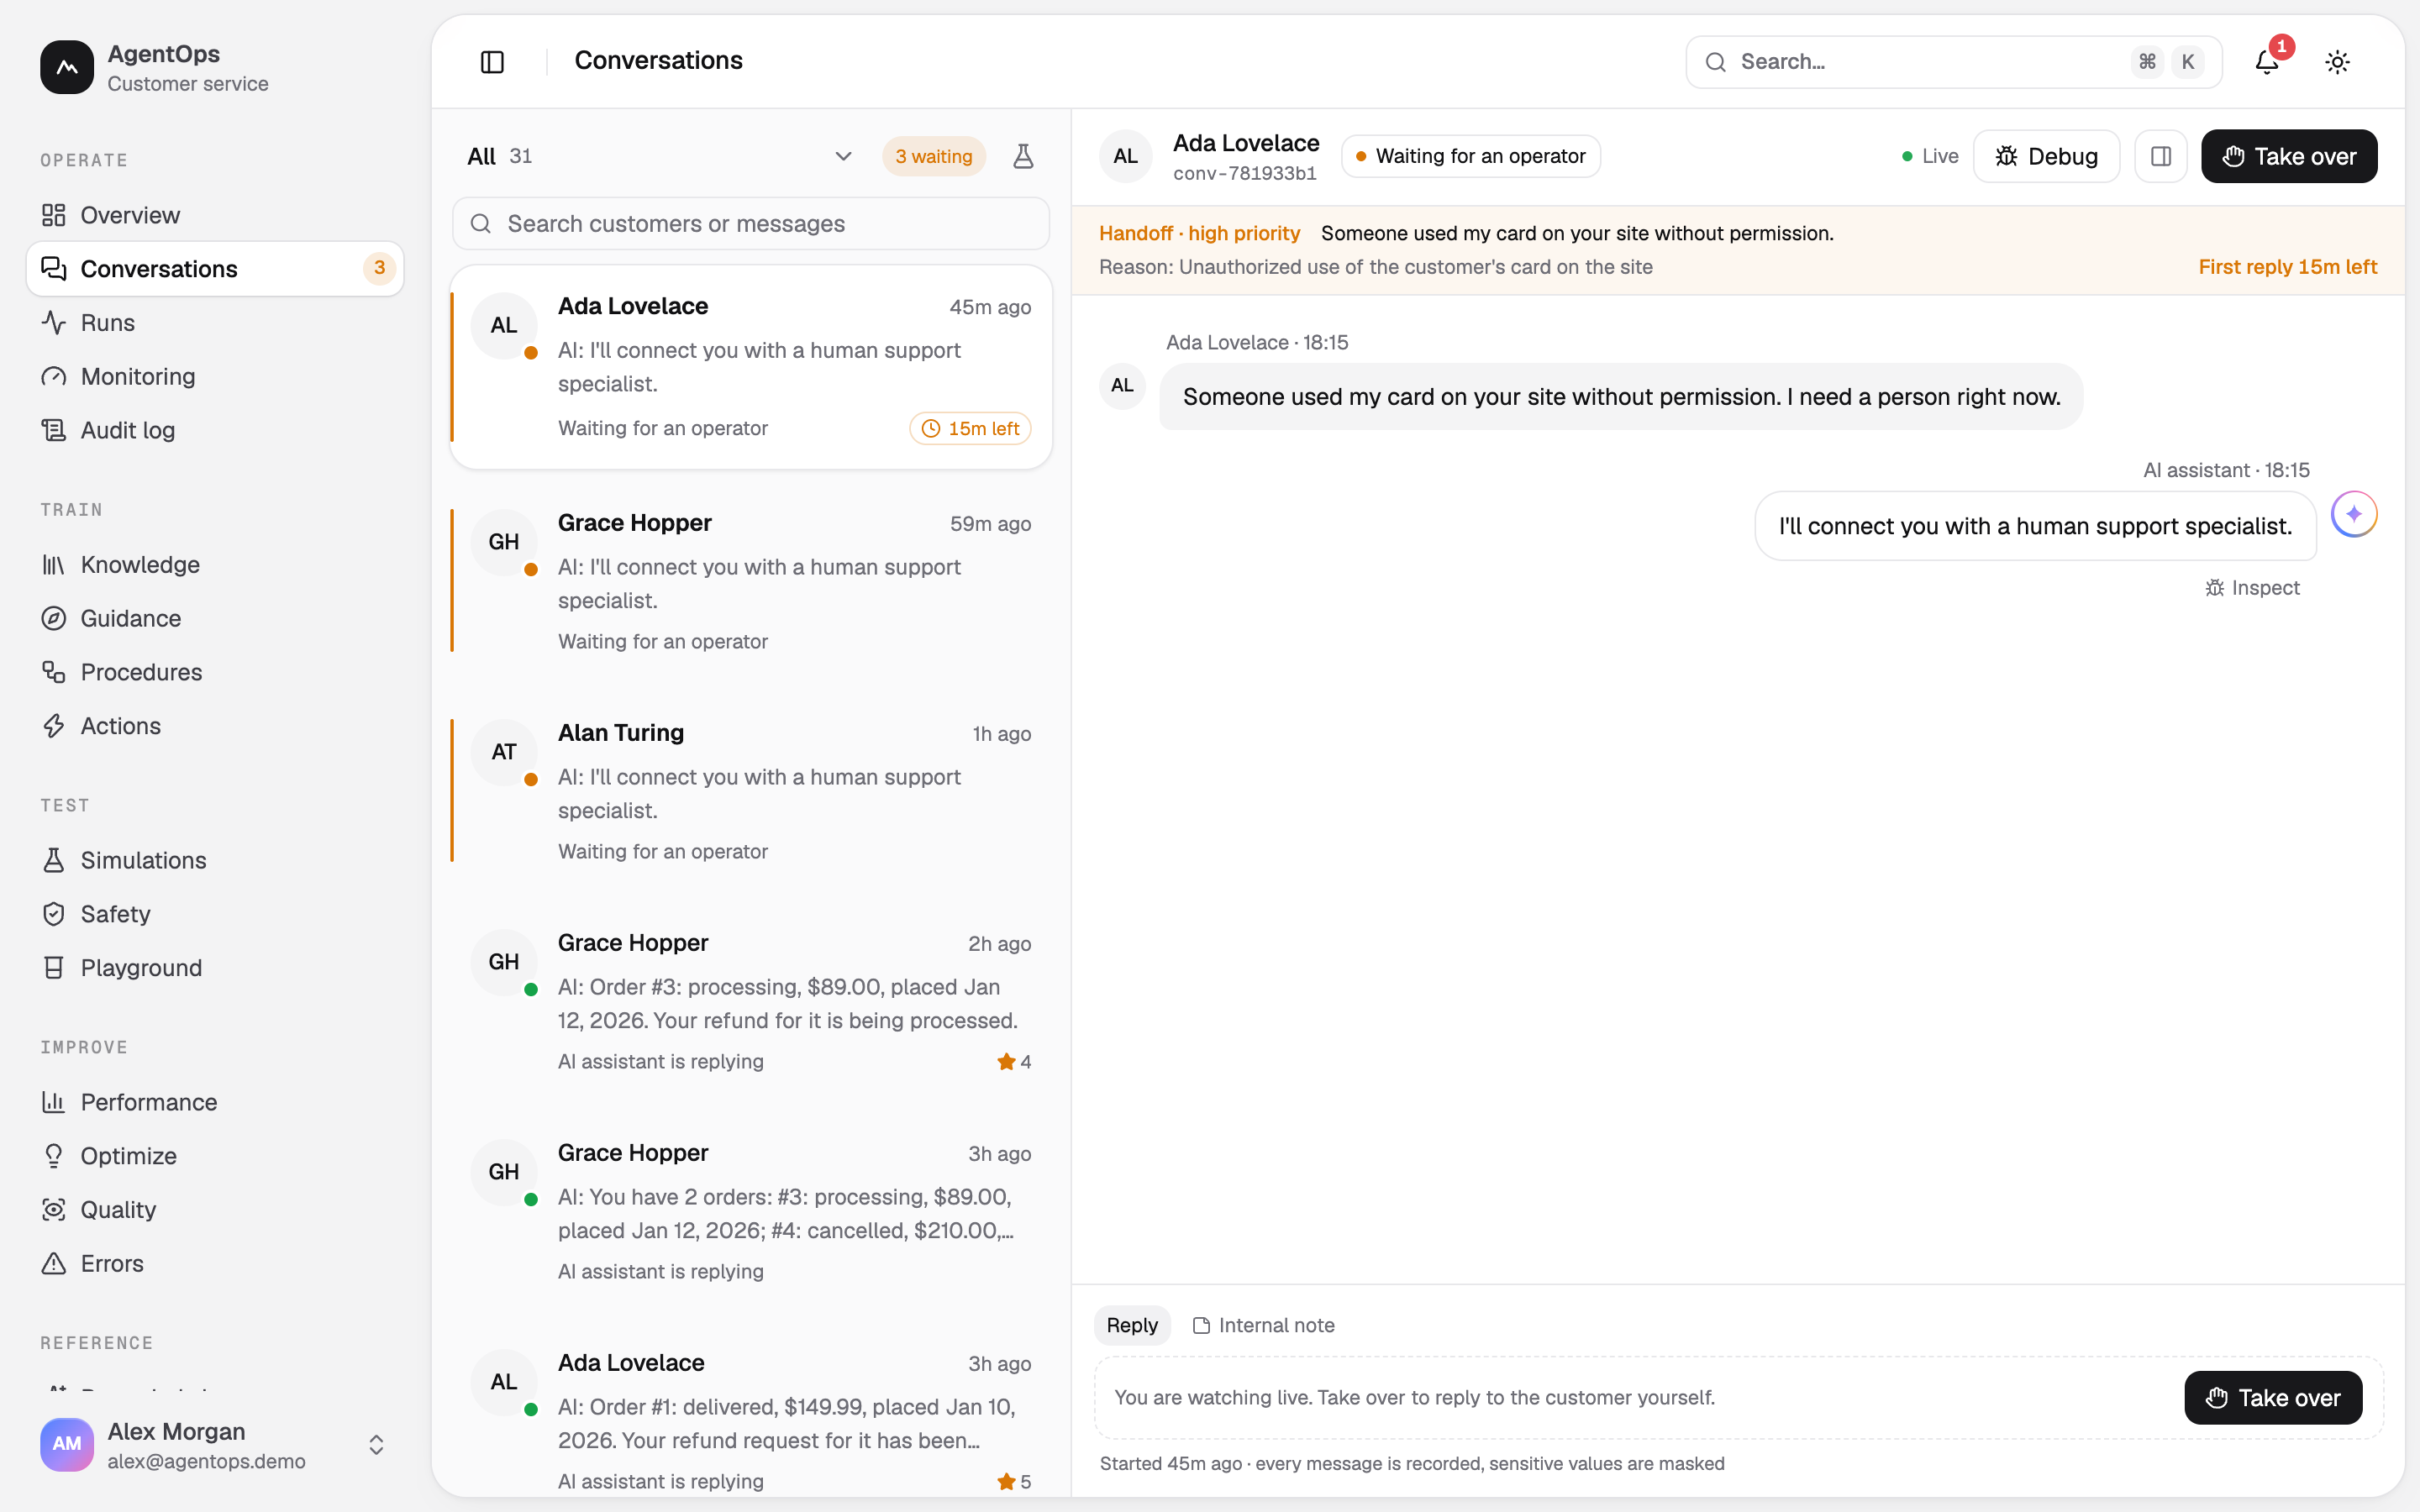 AgentOps
Customer service
OPERATE
Overview
Conversations 3
Runs
Monitoring
Audit log
TRAIN
Knowledge
Guidance
Procedures
Actions
TEST
Simulations
Safety
Playground
IMPROVE
Performance
Optimize
Quality
Errors
REFERENCE
AM
Alex Morgan
alex@agentops.demo
Conversations
Search...
⌘ K
1
All 31
3 waiting
Search customers or messages
AL
Ada Lovelace 45m ago
AI: I'll connect you with a human support
specialist.
Waiting for an operator 15m left
GH
Grace Hopper 59m ago
AI: I'll connect you with a human support
specialist.
Waiting for an operator
AT
Alan Turing 1h ago
AI: I'll connect you with a human support
specialist.
Waiting for an operator
GH
Grace Hopper 2h ago
AI: Order #3: processing, $89.00, placed Jan
12, 2026. Your refund for it is being processed.
AI assistant is replying 4
GH
Grace Hopper 3h ago
AI: You have 2 orders: #3: processing, $89.00,
placed Jan 12, 2026; #4: cancelled, $210.00,...
AI assistant is replying
AL
Ada Lovelace 3h ago
AI: Order #1: delivered, $149.99, placed Jan 10,
2026. Your refund request for it has been...
AI assistant is replying 5
AL
Ada Lovelace
conv-781933b1
Waiting for an operator
Live
Debug
Take over
Handoff · high priority Someone used my card on your site without permission.
Reason: Unauthorized use of the customer's card on the site
First reply 15m left
Ada Lovelace · 18:15
AL
Someone used my card on your site without permission. I need a person right now.
AI assistant · 18:15
I'll connect you with a human support specialist.
Inspect
Reply
Internal note
You are watching live. Take over to reply to the customer yourself.
Take over
Started 45m ago · every message is recorded, sensitive values are masked